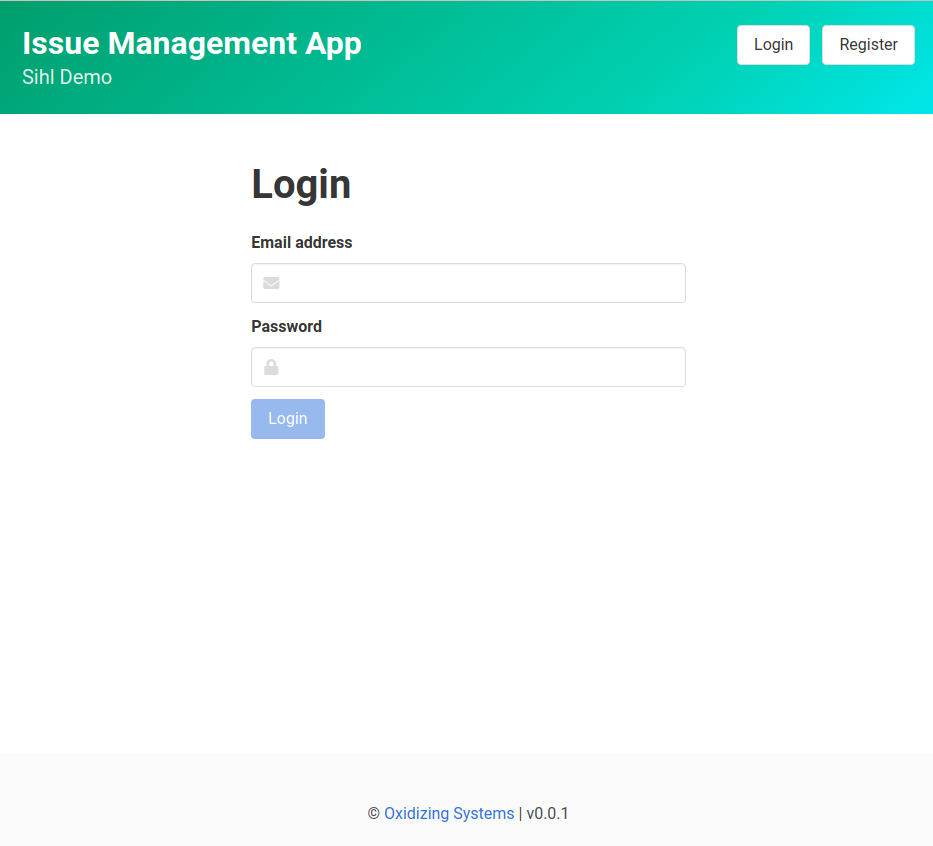 Issue Management App
Sihl Demo
Login
Register
Login
Email address
Password
Login
© Oxidizing Systems | v0.0.1